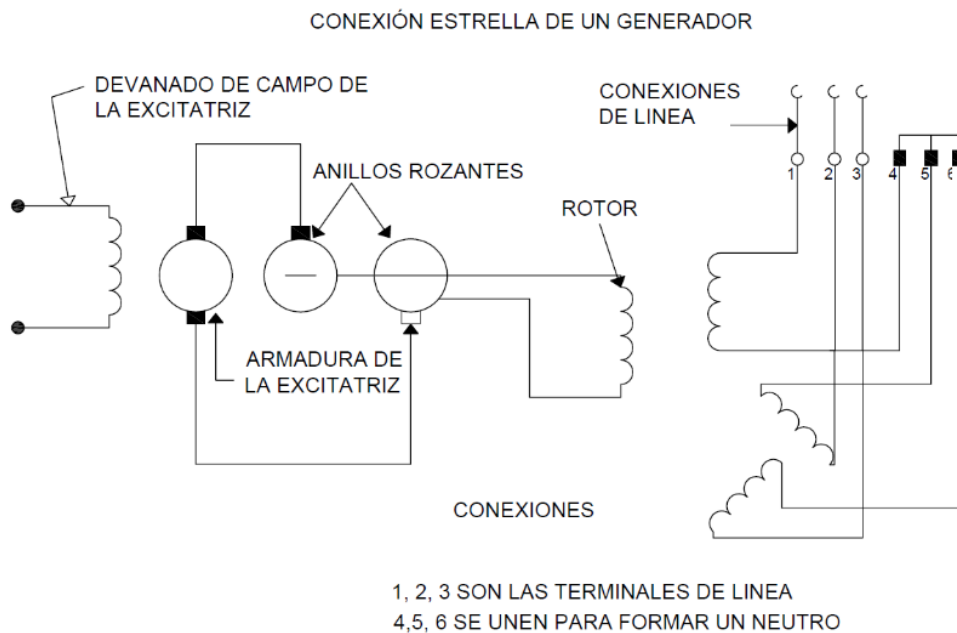 CONEXIÓN ESTRELLA DE UN GENERADOR
DEVANADO DE CAMPO DE
LA EXCITATRIZ
CONEXIONES
DE LINEA
ANILLOS ROZANTES
1 2 3 4 5 6
ROTOR
ARMADURA DE
LA EXCITATRIZ
CONEXIONES
1, 2, 3 SON LAS TERMINALES DE LINEA
4,5, 6 SE UNEN PARA FORMAR UN NEUTRO